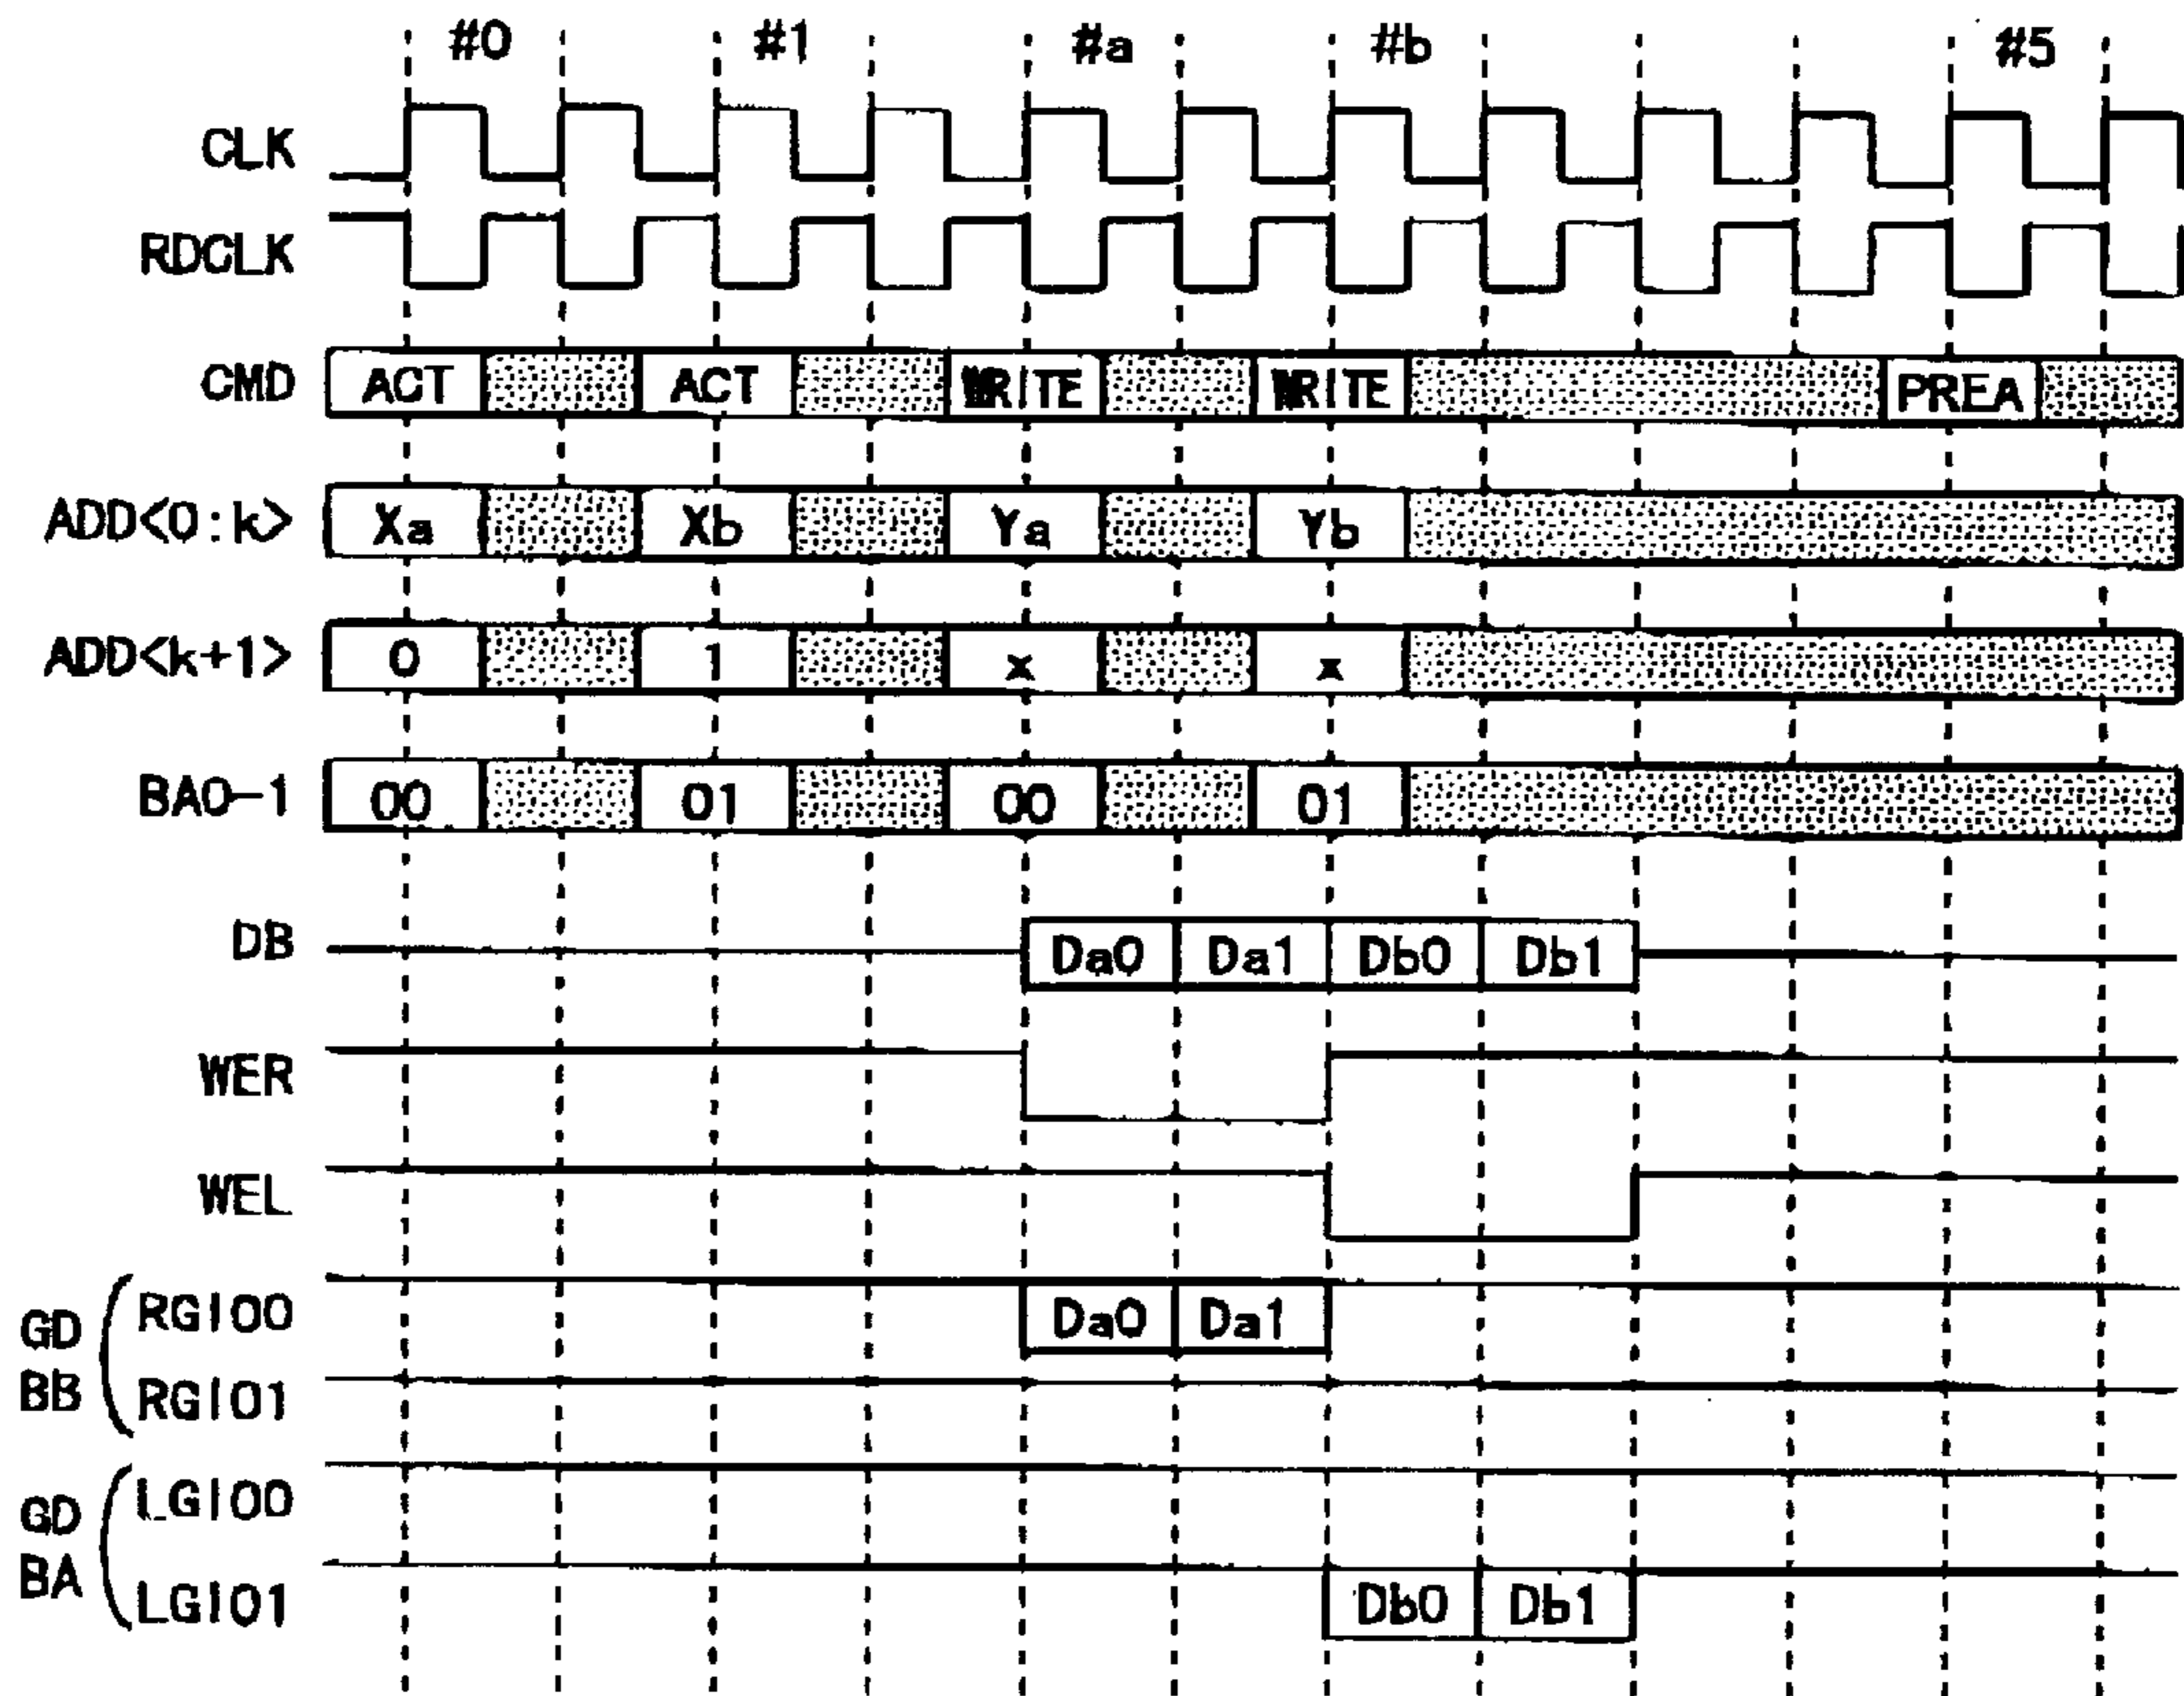 #0 #1 #a #b #5
CLK
RDCLK
CMD ACT ACT WRITE WRITE PREA
ADD<0:k> Xa Xb Ya Yb
ADD<k+1> 0 1 x x
BA0-1 00 01 00 01
DB Da0 Da1 Db0 Db1
WER
WEL
GD BB ( RGIO0 Da0 Da1
RGIO1
GD BA ( LGIO0
LGIO1 Db0 Db1